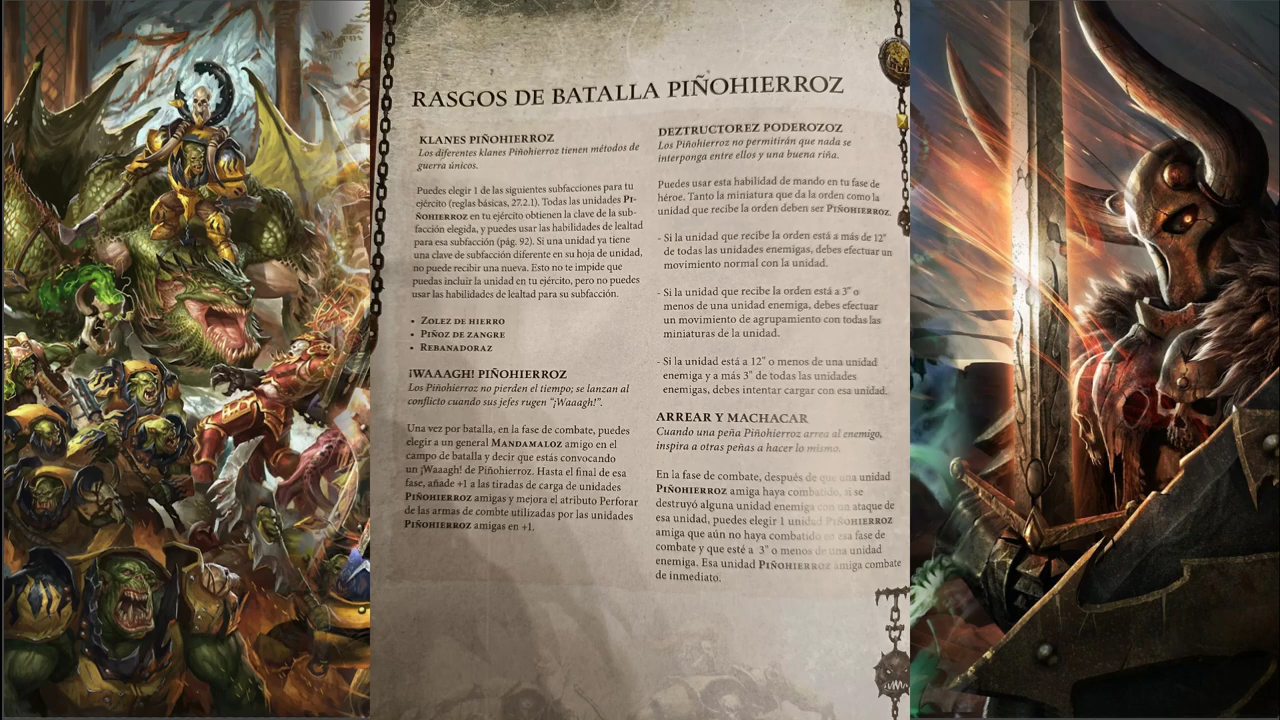 RASGOS DE BATALLA PIÑOHIERROZ
KLANES PIÑOHIERROZ
Los diferentes klanes Piñohierroz tienen métodos de
guerra únicos.
Puedes elegir 1 de las siguientes subfacciones para tu
ejército (reglas básicas, 27.2.1). Todas las unidades PI-
ÑOHIERROZ en tu ejército obtienen la clave de la sub-
facción elegida, y puedes usar las habilidades de lealtad
para esa subfacción (pág. 92). Si una unidad ya tiene
una clave de subfacción diferente en su hoja de unidad,
no puede recibir una nueva. Esto no te impide que
puedas incluir la unidad en tu ejército, pero no puedes
usar las habilidades de lealtad para su subfacción.
• ZOLEZ DE HIERRO
• PIÑOZ DE ZANGRE
• REBANADORAZ
¡WAAAGH! PIÑOHIERROZ
Los Piñohierroz no pierden el tiempo; se lanzan al
conflicto cuando sus jefes rugen "¡Waaagh!".
Una vez por batalla, en la fase de combate, puedes
elegir a un general MANDAMALOZ amigo en el
campo de batalla y decir que estás convocando
un ¡Waaagh! de Piñohierroz. Hasta el final de esa
fase, añade +1 a las tiradas de carga de unidades
PIÑOHIERROZ amigas y mejora el atributo Perforar
de las armas de combte utilizadas por las unidades
PIÑOHIERROZ amigas en +1.
DEZTRUCTOREZ PODEROZOZ
Los Piñohierroz no permitirán que nada se
interponga entre ellos y una buena riña.
Puedes usar esta habilidad de mando en tu fase de
héroe. Tanto la miniatura que da la orden como la
unidad que recibe la orden deben ser PIÑOHIERROZ.
- Si la unidad que recibe la orden está a más de 12"
de todas las unidades enemigas, debes efectuar un
movimiento normal con la unidad.
- Si la unidad que recibe la orden está a 3" o
menos de una unidad enemiga, debes efectuar
un movimiento de agrupamiento con todas las
miniaturas de la unidad.
- Si la unidad está a 12" o menos de una unidad
enemiga y a más 3" de todas las unidades
enemigas, debes intentar cargar con esa unidad.
ARREAR Y MACHACAR
Cuando una peña Piñohierroz arrea al enemigo,
inspira a otras peñas a hacer lo mismo.
En la fase de combate, después de que una unidad
PIÑOHIERROZ amiga haya combatido, si se
destruyó alguna unidad enemiga con un ataque de
esa unidad, puedes elegir 1 unidad PIÑOHIERROZ
amiga que aún no haya combatido en esa fase de
combate y que esté a 3" o menos de una unidad
enemiga. Esa unidad PIÑOHIERROZ amiga combate
de inmediato.